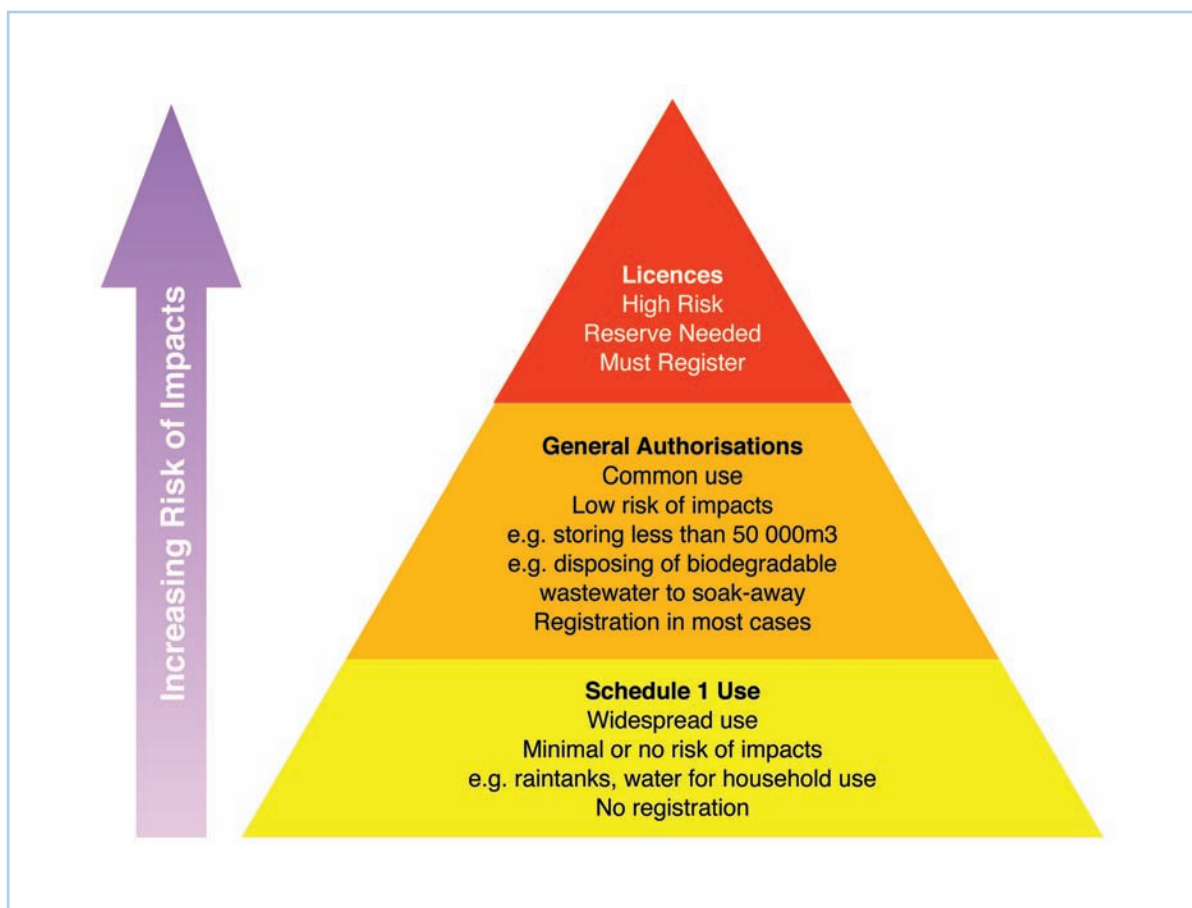 Increasing Risk of Impacts
Licences
High Risk
Reserve Needed
Must Register
General Authorisations
Common use
Low risk of impacts
e.g. storing less than 50 000m3
e.g. disposing of biodegradable
wastewater to soak-away
Registration in most cases
Schedule 1 Use
Widespread use
Minimal or no risk of impacts
e.g. raintanks, water for household use
No registration